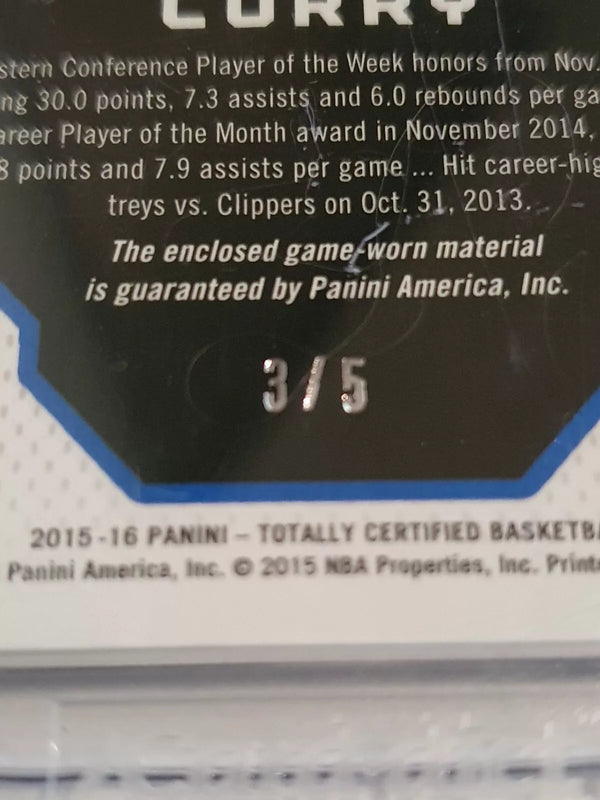 CURRY
stern Conference Player of the Week honors from Nov.
ng 30.0 points, 7.3 assists and 6.0 rebounds per ga
areer Player of the Month award in November 2014,
8 points and 7.9 assists per game ... Hit career-hig
treys vs. Clippers on Oct. 31, 2013.
The enclosed game-worn material
is guaranteed by Panini America, Inc.
3/5
2015-16 PANINI – TOTALLY CERTIFIED BASKETBA
Panini America, Inc. © 2015 NBA Properties, Inc. Printe